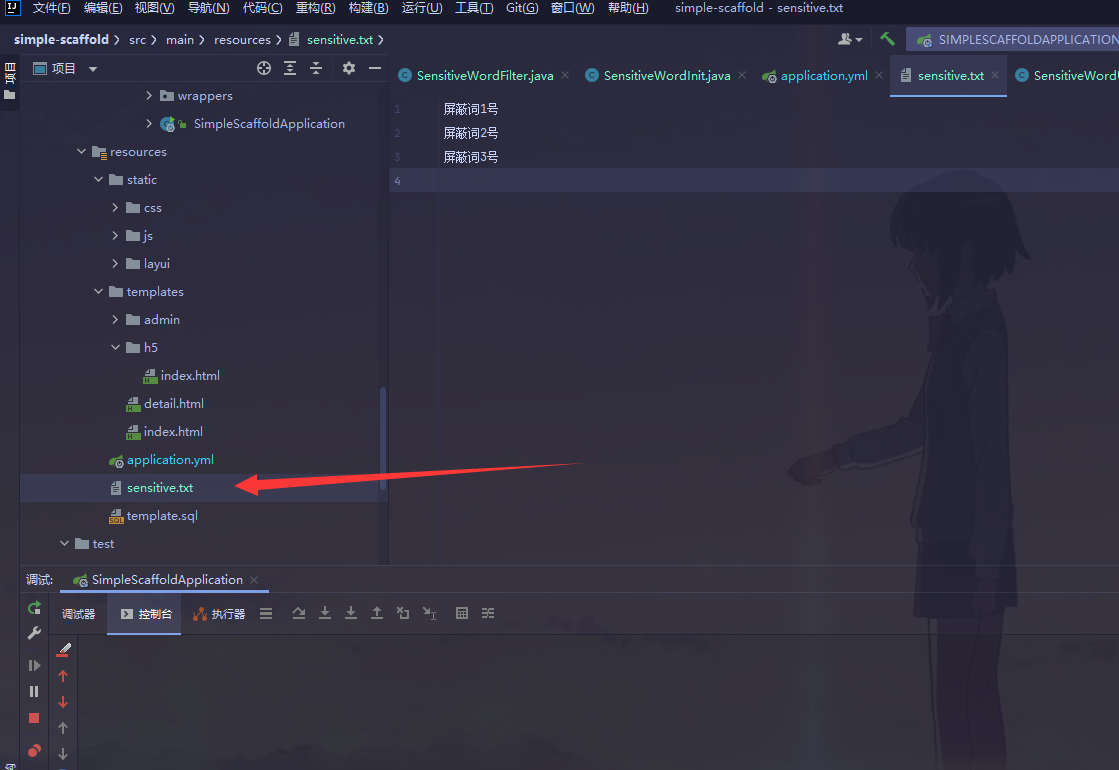 文件(F) 编辑(E) 视图(V) 导航(N) 代码(C) 重构(R) 构建(B) 运行(U) 工具(T) Git(G) 窗口(W) 帮助(H) simple-scaffold - sensitive.txt
simple-scaffold > src > main > resources > sensitive.txt >
SIMPLESCAFFOLDAPPLICATION
项目
项目
SensitiveWordFilter.java
SensitiveWordInit.java
application.yml
sensitive.txt
wrappers
SimpleScaffoldApplication
resources
static
css
js
layui
templates
admin
h5
index.html
detail.html
index.html
application.yml
sensitive.txt
template.sql
test
1 屏蔽词1号
2 屏蔽词2号
3 屏蔽词3号
4
调试: SimpleScaffoldApplication
调试器 控制台 执行器